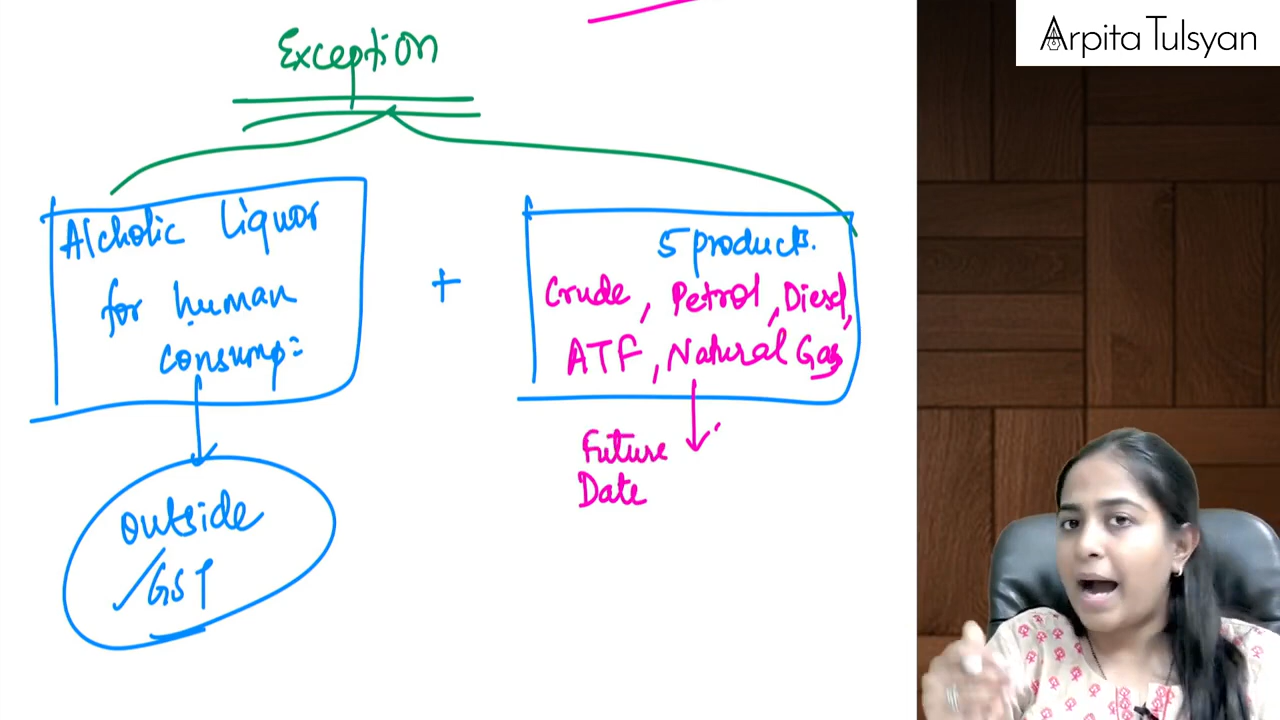 Arpita Tulsyan
Exception
Alcholic Liquor
for human
consump=
+
5 products.
Crude, Petrol, Diesel,
ATF, Natural Gas
Future
Date
outside
/GST